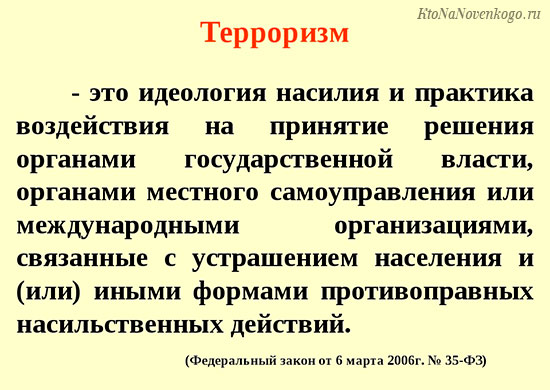 KtoNaNovenkogo.ru
Терроризм
- это идеология насилия и практика
воздействия на принятие решения
органами государственной власти,
органами местного самоуправления или
международными организациями,
связанные с устрашением населения и
(или) иными формами противоправных
насильственных действий.
(Федеральный закон от 6 марта 2006г. № 35-ФЗ)